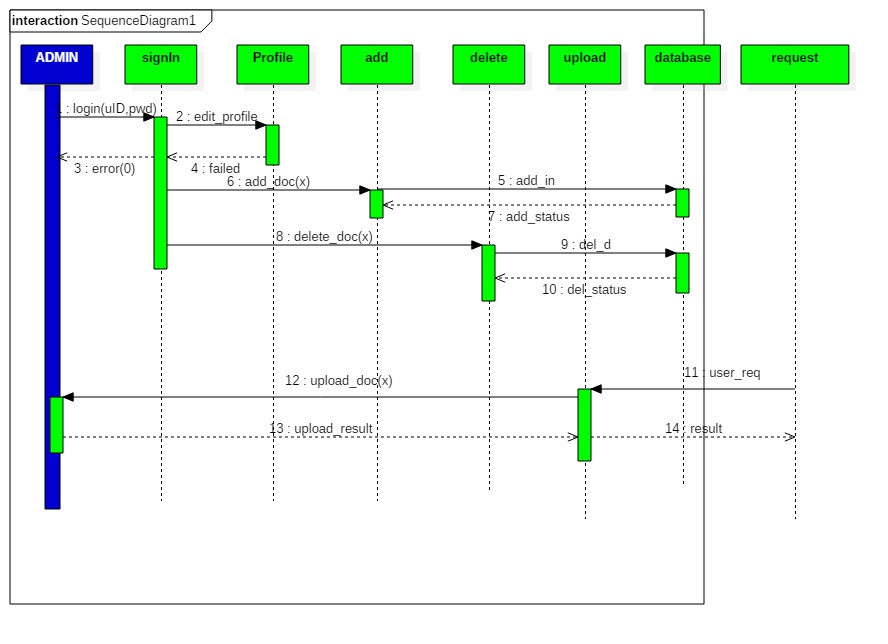 interaction SequenceDiagram1
ADMIN
signIn
Profile
add
delete
upload
database
request
1 : login(uID,pwd)
2 : edit_profile
3 : error(0)
4 : failed
6 : add_doc(x)
5 : add_in
7 : add_status
8 : delete_doc(x)
9 : del_d
10 : del_status
11 : user_req
12 : upload_doc(x)
13 : upload_result
14 : result